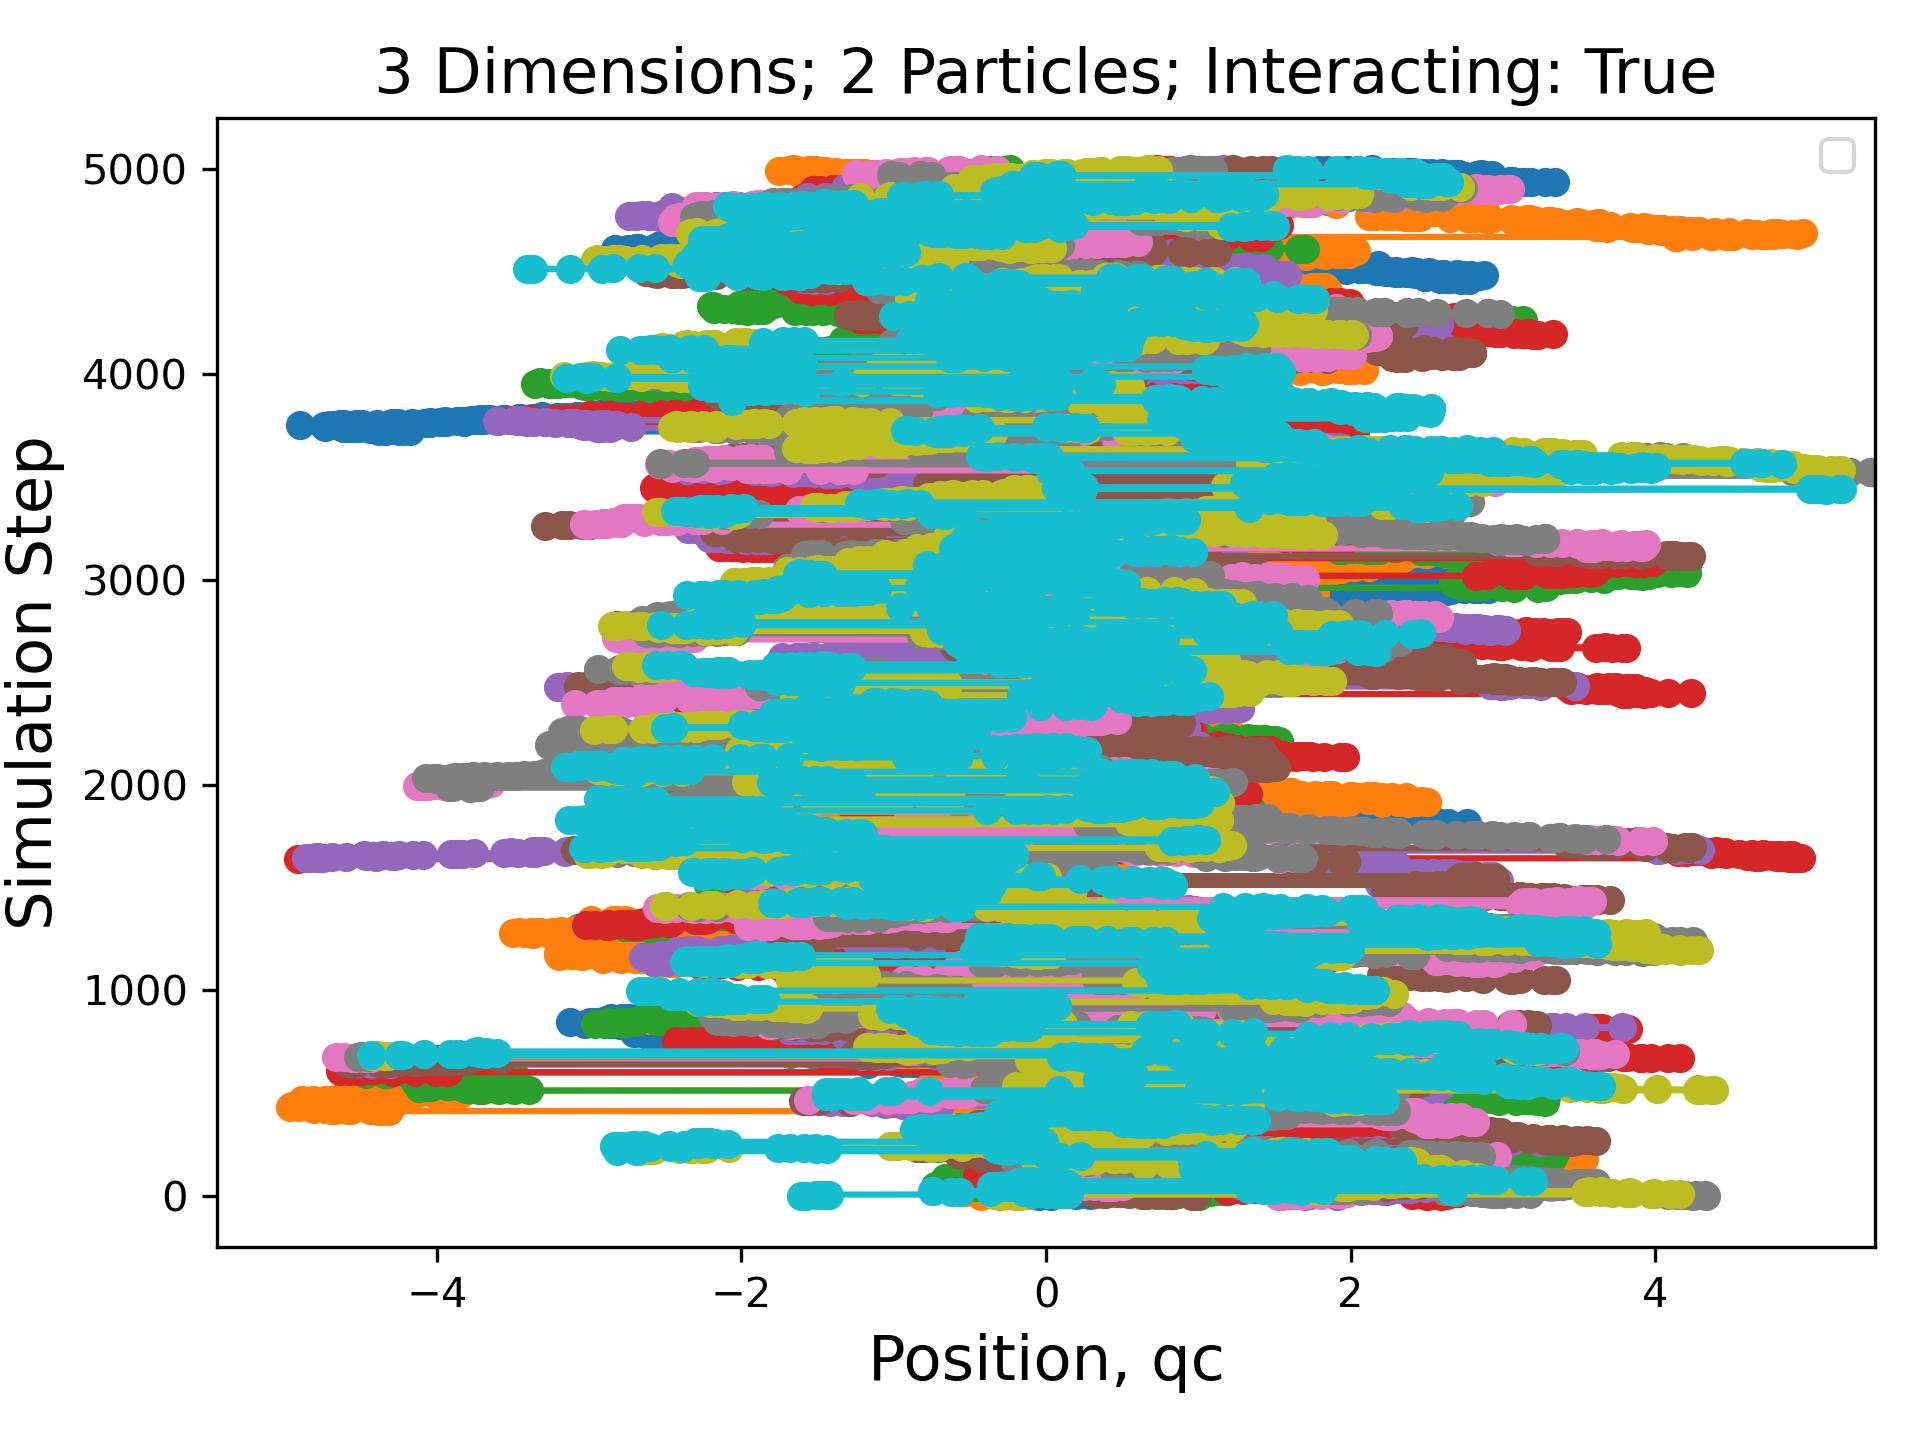 3 Dimensions; 2 Particles; Interacting: True
Simulation Step
5000
4000
3000
2000
1000
0
−4 −2 0 2 4
Position, qc